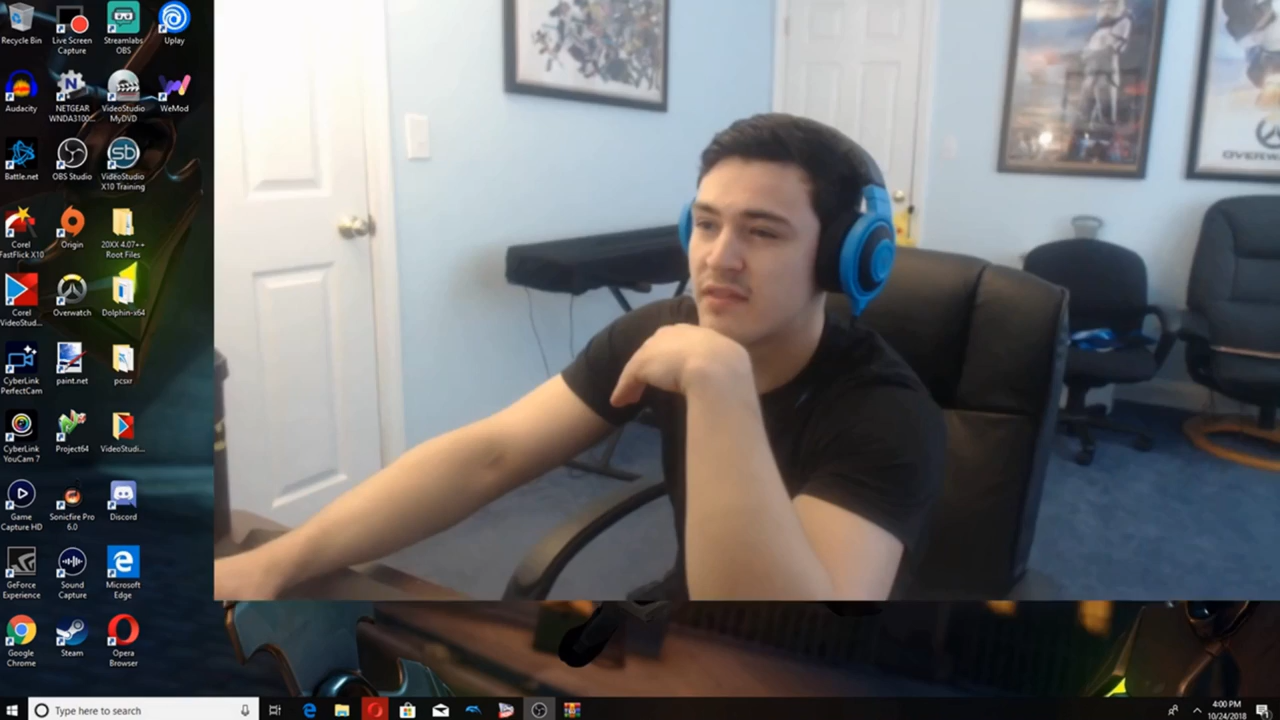 Recycle Bin
Live Screen
Capture
Streamlabs
OBS
Uplay
Audacity
NETGEAR
WNDA3100...
VideoStudio
MyDVD
WeMod
Battle.net
OBS Studio
VideoStudio
X10 Training
Corel
FastFlick X10
Origin
20XX 4.07++
Root Files
Corel
VideoStud...
Overwatch
Dolphin-x64
CyberLink
PerfectCam
paint.net
pcsxr
CyberLink
YouCam 7
Project64
VideoStudi...
Game
Capture HD
Sonicfire Pro
6.0
Discord
GeForce
Experience
Sound
Capture
Microsoft
Edge
Google
Chrome
Steam
Opera
Browser
OVERW
Type here to search
4:00 PM
10/24/2018